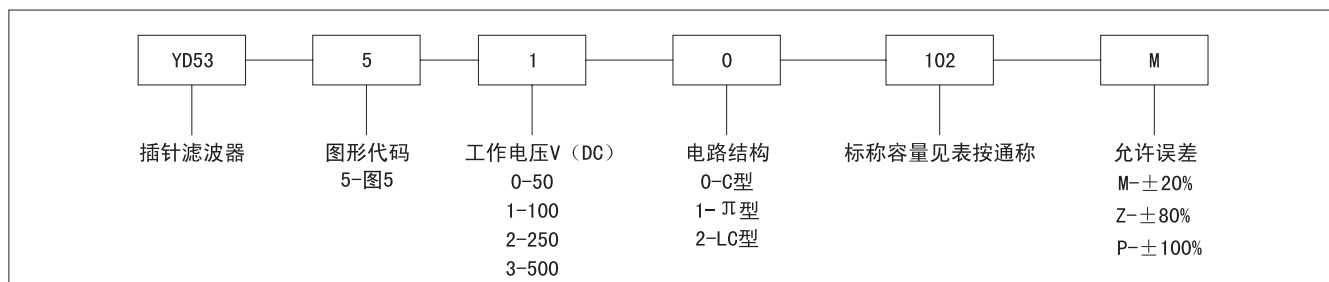 YD53 5 1 0 102 M
插针滤波器 图形代码 工作电压V（DC） 电路结构 标称容量见表按通称 允许误差
5-图5 0-50 0-C型 M-±20%
1-100 1-π型 Z-±80%
2-250 2-LC型 P-±100%
3-500